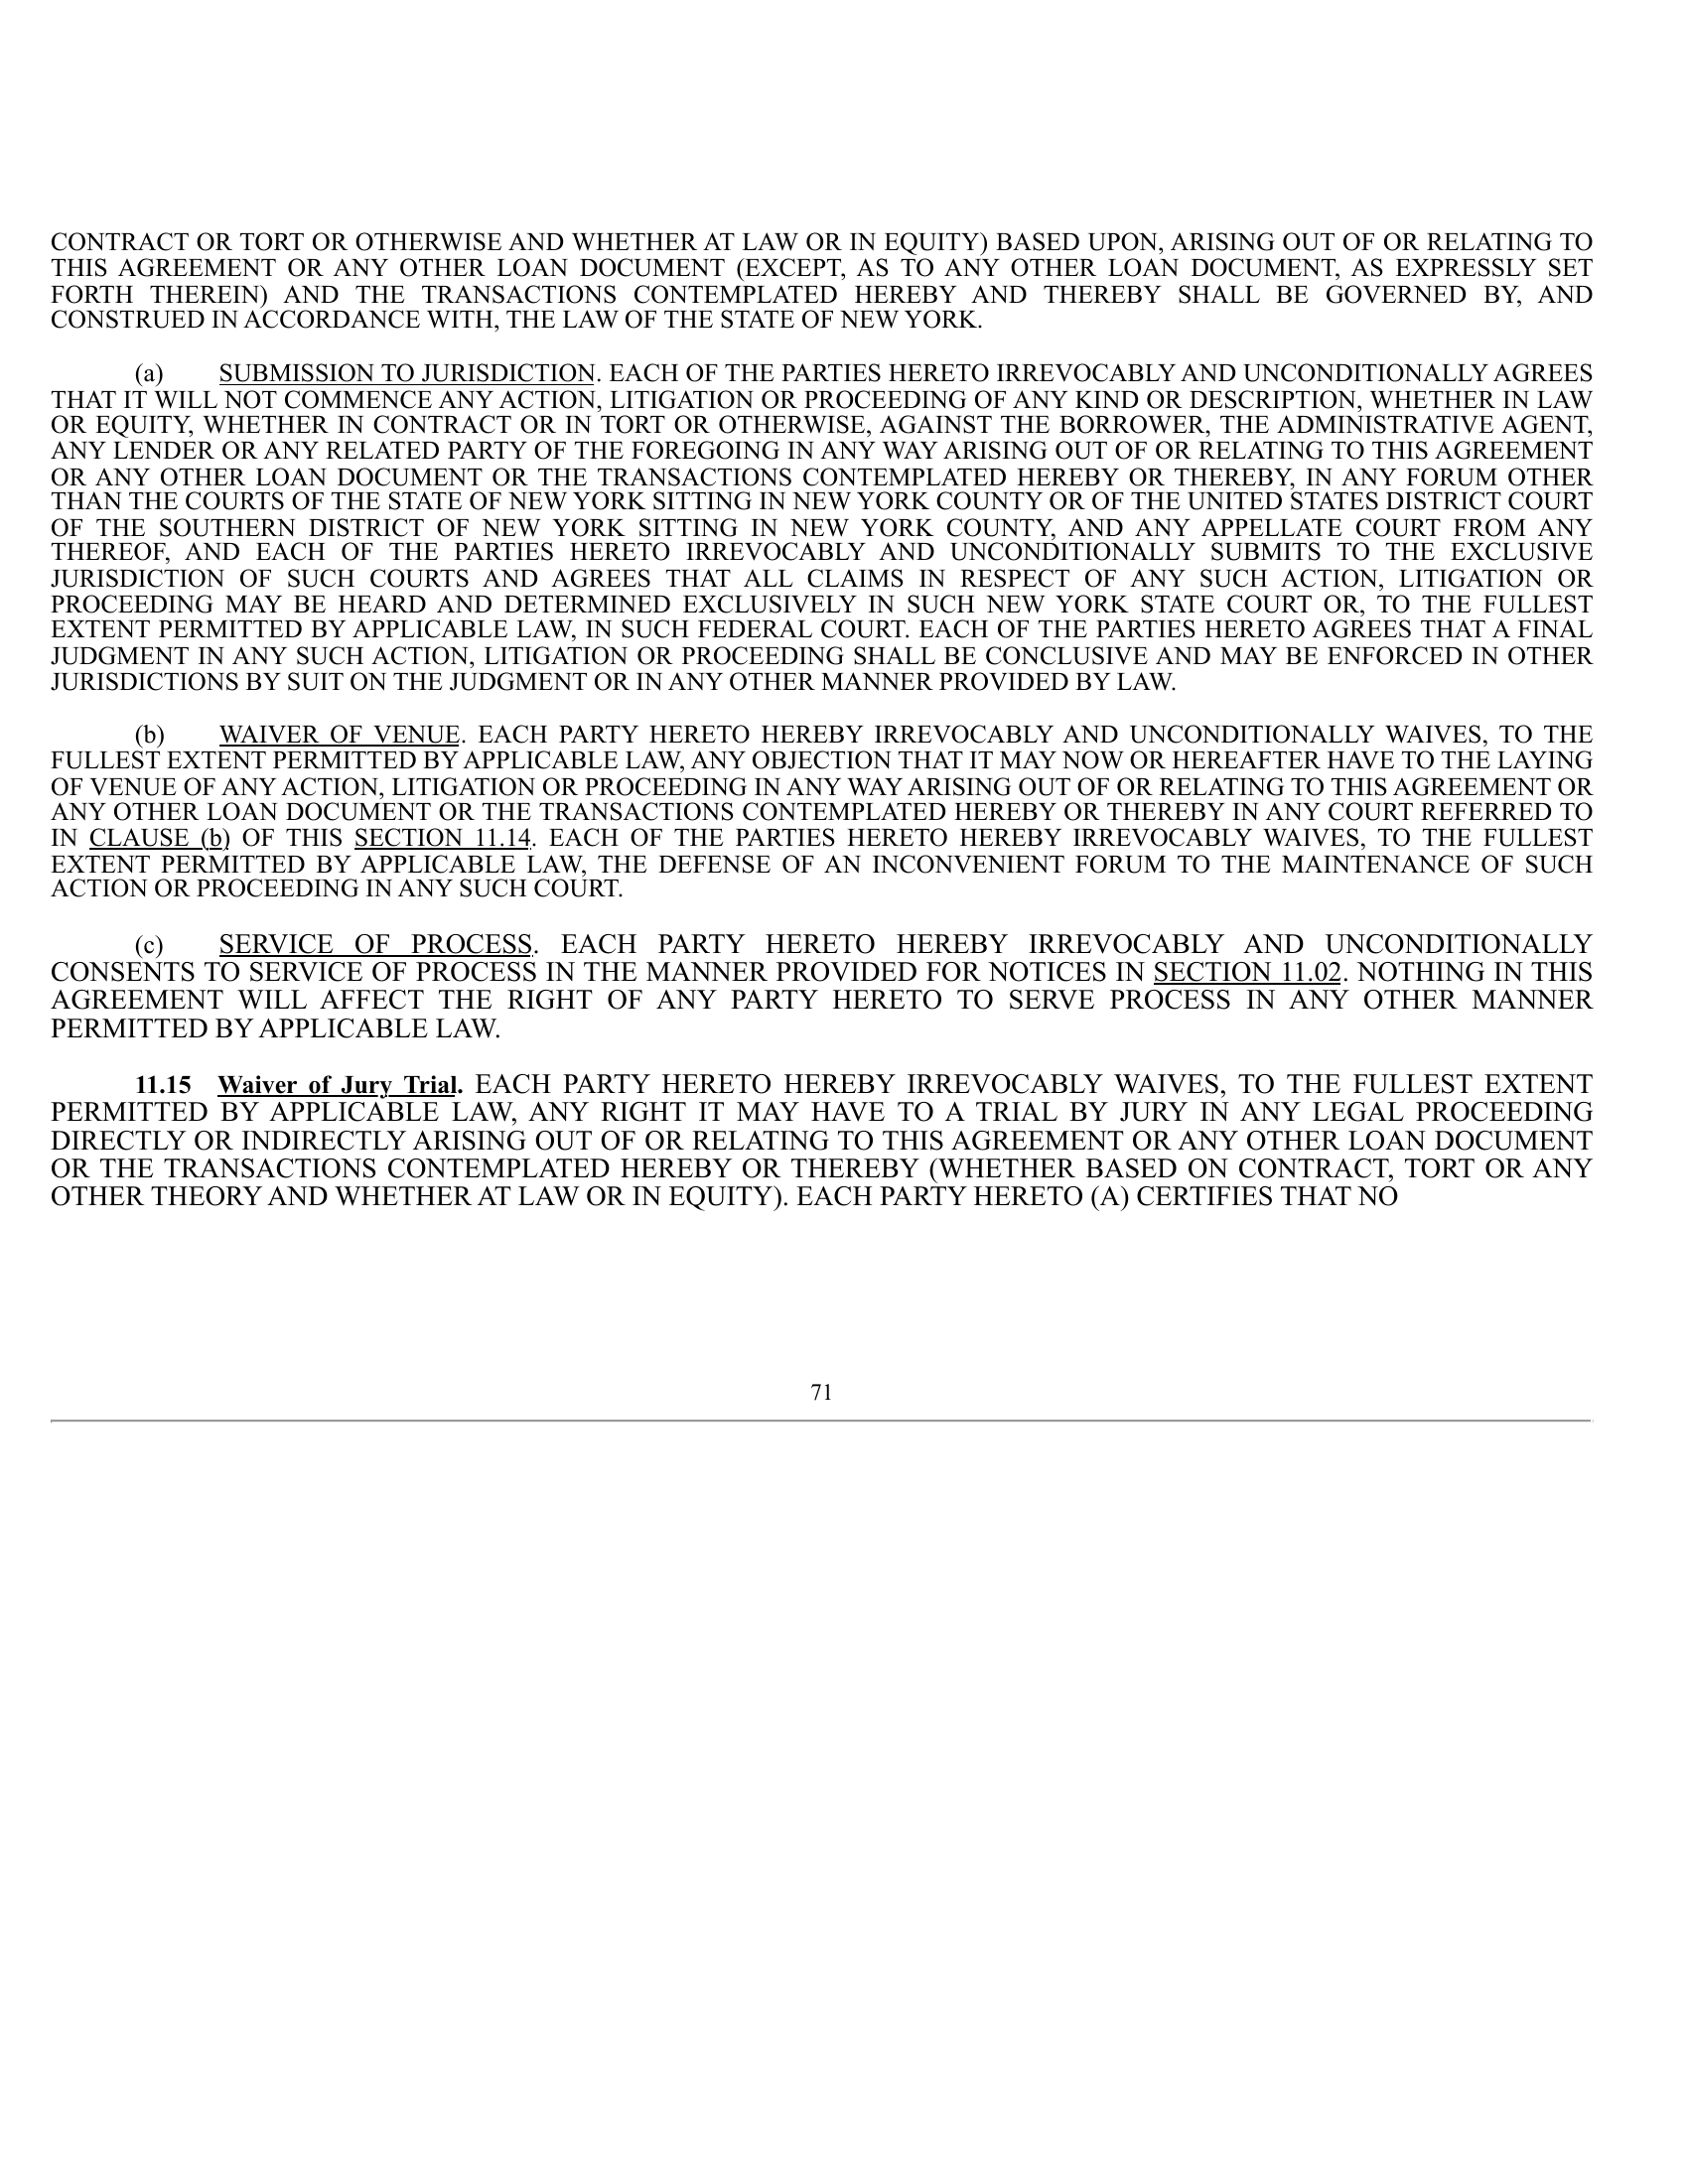 CONTRACT OR TORT OR OTHERWISE AND WHETHER AT LAW OR IN EQUITY) BASED UPON, ARISING OUT OF OR RELATING TO
THIS AGREEMENT OR ANY OTHER LOAN DOCUMENT (EXCEPT, AS TO ANY OTHER LOAN DOCUMENT, AS EXPRESSLY SET
FORTH THEREIN) AND THE TRANSACTIONS CONTEMPLATED HEREBY AND THEREBY SHALL BE GOVERNED BY, AND
CONSTRUED IN ACCORDANCE WITH, THE LAW OF THE STATE OF NEW YORK.
(a) SUBMISSION TO JURISDICTION. EACH OF THE PARTIES HERETO IRREVOCABLY AND UNCONDITIONALLY AGREES
THAT IT WILL NOT COMMENCE ANY ACTION, LITIGATION OR PROCEEDING OF ANY KIND OR DESCRIPTION, WHETHER IN LAW
OR EQUITY, WHETHER IN CONTRACT OR IN TORT OR OTHERWISE, AGAINST THE BORROWER, THE ADMINISTRATIVE AGENT,
ANY LENDER OR ANY RELATED PARTY OF THE FOREGOING IN ANY WAY ARISING OUT OF OR RELATING TO THIS AGREEMENT
OR ANY OTHER LOAN DOCUMENT OR THE TRANSACTIONS CONTEMPLATED HEREBY OR THEREBY, IN ANY FORUM OTHER
THAN THE COURTS OF THE STATE OF NEW YORK SITTING IN NEW YORK COUNTY OR OF THE UNITED STATES DISTRICT COURT
OF THE SOUTHERN DISTRICT OF NEW YORK SITTING IN NEW YORK COUNTY, AND ANY APPELLATE COURT FROM ANY
THEREOF, AND EACH OF THE PARTIES HERETO IRREVOCABLY AND UNCONDITIONALLY SUBMITS TO THE EXCLUSIVE
JURISDICTION OF SUCH COURTS AND AGREES THAT ALL CLAIMS IN RESPECT OF ANY SUCH ACTION, LITIGATION OR
PROCEEDING MAY BE HEARD AND DETERMINED EXCLUSIVELY IN SUCH NEW YORK STATE COURT OR, TO THE FULLEST
EXTENT PERMITTED BY APPLICABLE LAW, IN SUCH FEDERAL COURT. EACH OF THE PARTIES HERETO AGREES THAT A FINAL
JUDGMENT IN ANY SUCH ACTION, LITIGATION OR PROCEEDING SHALL BE CONCLUSIVE AND MAY BE ENFORCED IN OTHER
JURISDICTIONS BY SUIT ON THE JUDGMENT OR IN ANY OTHER MANNER PROVIDED BY LAW.
(b) WAIVER OF VENUE. EACH PARTY HERETO HEREBY IRREVOCABLY AND UNCONDITIONALLY WAIVES, TO THE
FULLEST EXTENT PERMITTED BY APPLICABLE LAW, ANY OBJECTION THAT IT MAY NOW OR HEREAFTER HAVE TO THE LAYING
OF VENUE OF ANY ACTION, LITIGATION OR PROCEEDING IN ANY WAY ARISING OUT OF OR RELATING TO THIS AGREEMENT OR
ANY OTHER LOAN DOCUMENT OR THE TRANSACTIONS CONTEMPLATED HEREBY OR THEREBY IN ANY COURT REFERRED TO
IN CLAUSE (b) OF THIS SECTION 11.14. EACH OF THE PARTIES HERETO HEREBY IRREVOCABLY WAIVES, TO THE FULLEST
EXTENT PERMITTED BY APPLICABLE LAW, THE DEFENSE OF AN INCONVENIENT FORUM TO THE MAINTENANCE OF SUCH
ACTION OR PROCEEDING IN ANY SUCH COURT.
(c) SERVICE OF PROCESS. EACH PARTY HERETO HEREBY IRREVOCABLY AND UNCONDITIONALLY
CONSENTS TO SERVICE OF PROCESS IN THE MANNER PROVIDED FOR NOTICES IN SECTION 11.02. NOTHING IN THIS
AGREEMENT WILL AFFECT THE RIGHT OF ANY PARTY HERETO TO SERVE PROCESS IN ANY OTHER MANNER
PERMITTED BY APPLICABLE LAW.
11.15 Waiver of Jury Trial. EACH PARTY HERETO HEREBY IRREVOCABLY WAIVES, TO THE FULLEST EXTENT
PERMITTED BY APPLICABLE LAW, ANY RIGHT IT MAY HAVE TO A TRIAL BY JURY IN ANY LEGAL PROCEEDING
DIRECTLY OR INDIRECTLY ARISING OUT OF OR RELATING TO THIS AGREEMENT OR ANY OTHER LOAN DOCUMENT
OR THE TRANSACTIONS CONTEMPLATED HEREBY OR THEREBY (WHETHER BASED ON CONTRACT, TORT OR ANY
OTHER THEORY AND WHETHER AT LAW OR IN EQUITY). EACH PARTY HERETO (A) CERTIFIES THAT NO
71